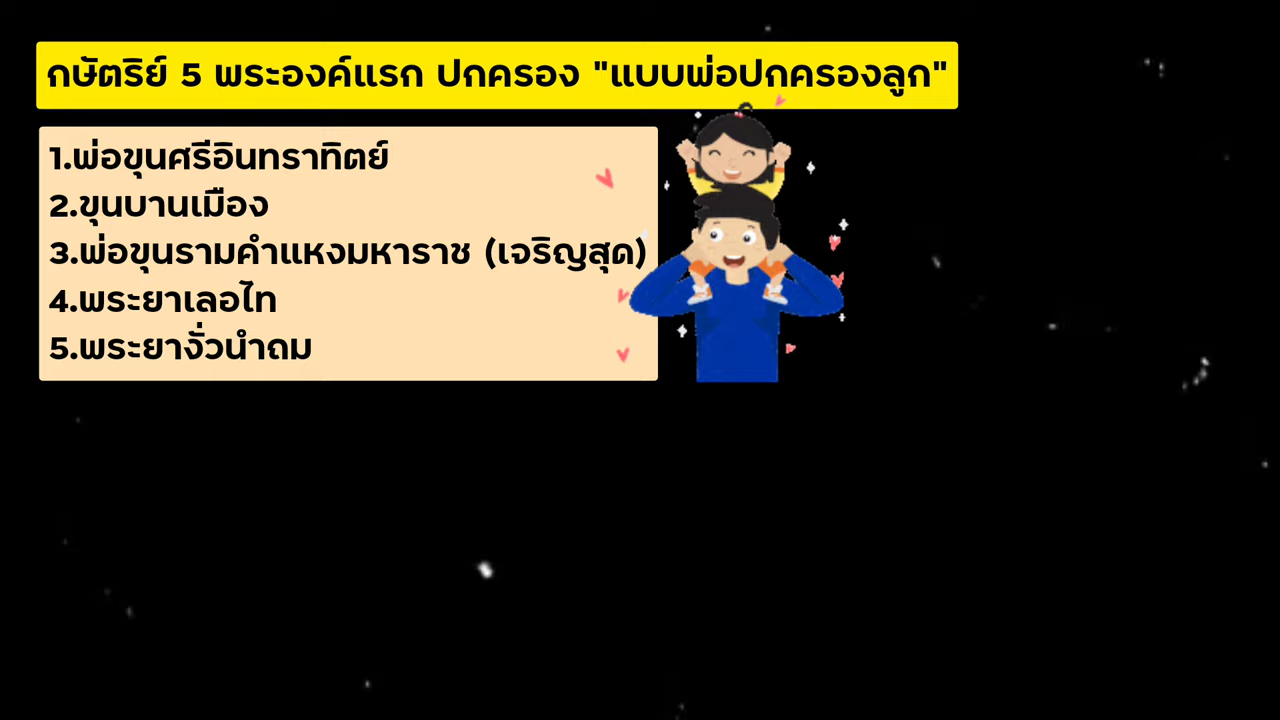 กษัตริย์ 5 พระองค์แรก ปกครอง "แบบพ่อปกครองลูก"
1.พ่อขุนศรีอินทราทิตย์
2.ขุนบานเมือง
3.พ่อขุนรามคำแหงมหาราช (เจริญสุด)
4.พระยาเลอไท
5.พระยางั่วนำถม